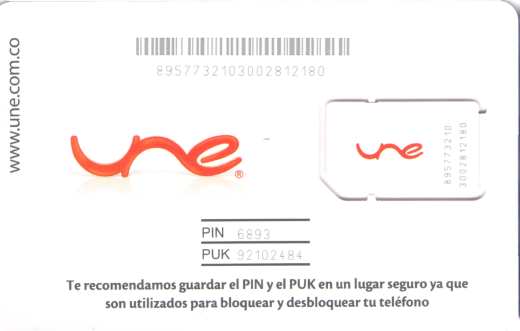 www.une.com.co
8957732103002812180
une®
une
895773210
3002812180
PIN 6893
PUK 92102484
Te recomendamos guardar el PIN y el PUK en un lugar seguro ya que
son utilizados para bloquear y desbloquear tu teléfono